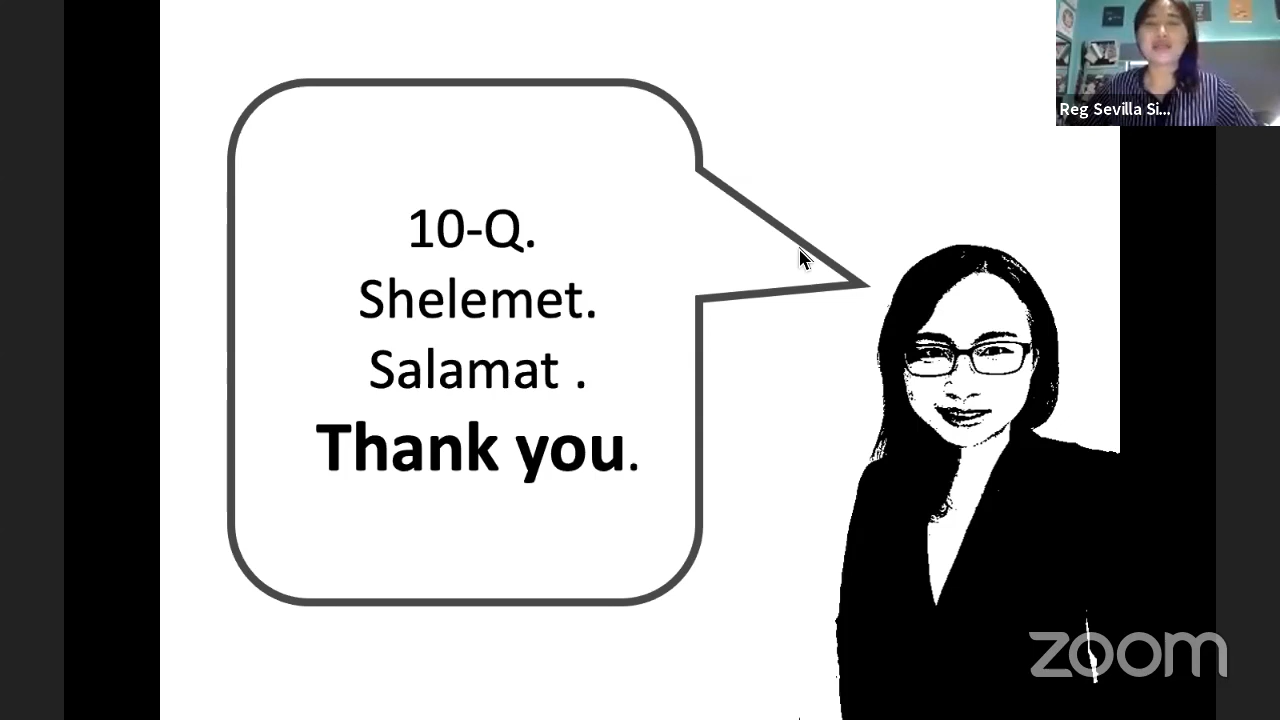 10-Q.
Shelemet.
Salamat .
Thank you.
Reg Sevilla Si...
zoom